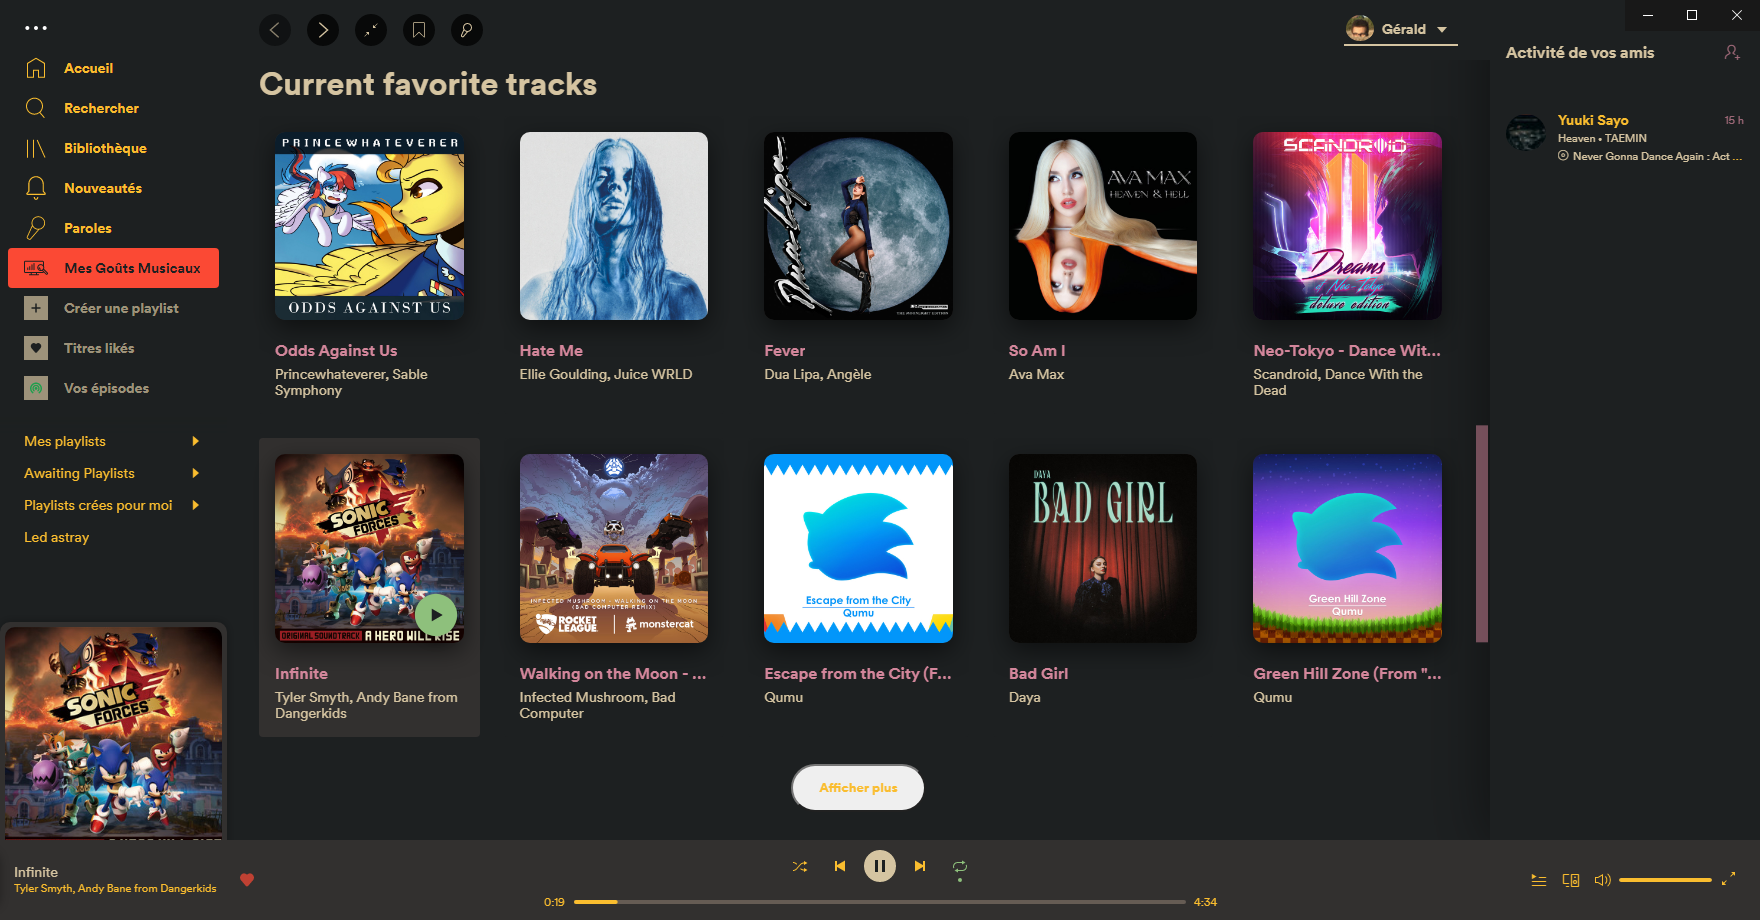 Accueil
Rechercher
Bibliothèque
Nouveautés
Paroles
Mes Goûts Musicaux
Créer une playlist
Titres likés
Vos épisodes
Mes playlists
Awaiting Playlists
Playlists crées pour moi
Led astray
Gérald
Current favorite tracks
PRINCEWHATEVERER
ODDS AGAINST US
Odds Against Us
Princewhateverer, Sable
Symphony
Hate Me
Ellie Goulding, Juice WRLD
Dua Lipa
Fever
Dua Lipa, Angèle
AVA MAX
HEAVEN & HELL
So Am I
Ava Max
SCANDROID
Dreams
of Neo-Tokyo
deluxe edition
Neo-Tokyo - Dance Wit...
Scandroid, Dance With the
Dead
SONIC
FORCES
ORIGINAL SOUNDTRACK A HERO WILL RISE
Infinite
Tyler Smyth, Andy Bane from
Dangerkids
INFECTED MUSHROOM - WALKING ON THE MOON
(BAD COMPUTER REMIX)
ROCKET
LEAGUE
monstercat
Walking on the Moon - ...
Infected Mushroom, Bad
Computer
Escape from the City
Qumu
Escape from the City (F...
Qumu
DAYA
BAD GIRL
Bad Girl
Daya
Green Hill Zone
Qumu
Green Hill Zone (From "...
Qumu
Afficher plus
Activité de vos amis
Yuuki Sayo
15 h
Heaven • TAEMIN
Never Gonna Dance Again : Act ...
SONIC
FORCES
Infinite
Tyler Smyth, Andy Bane from Dangerkids
0:19
4:34